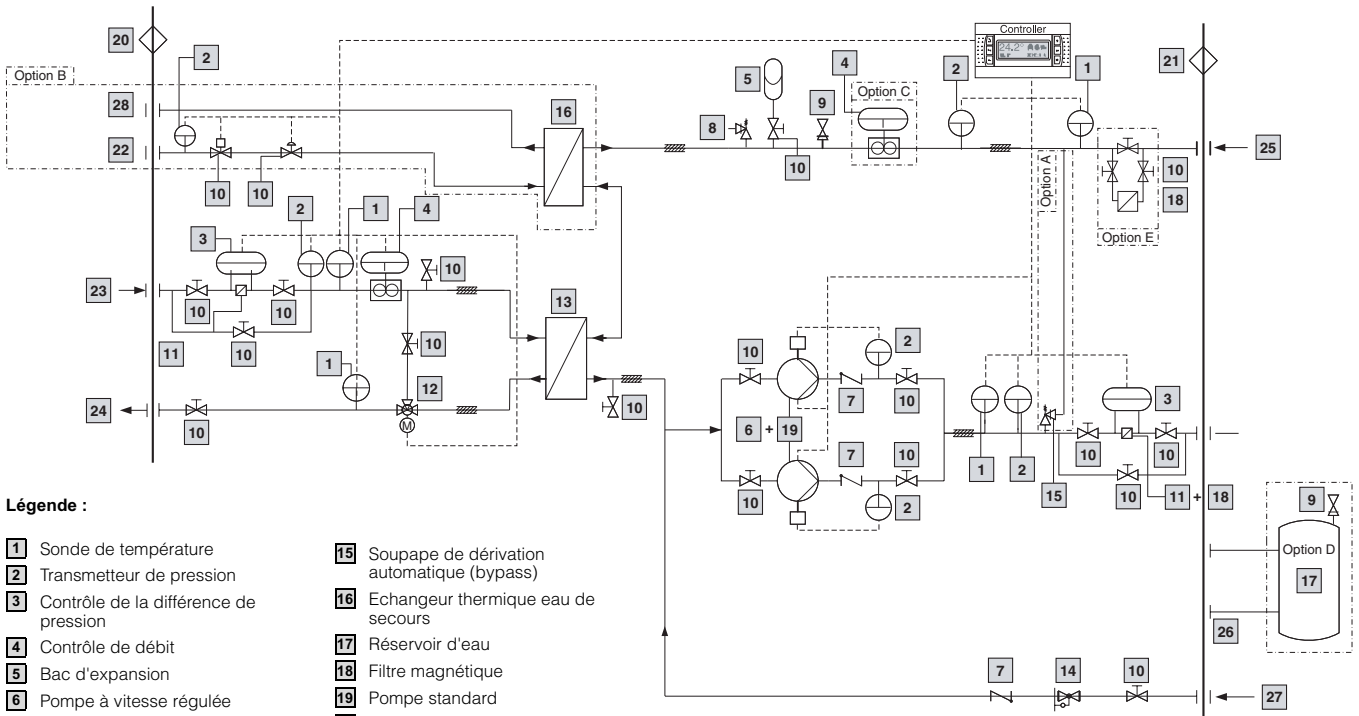 20
2
Option B
28
22
10
10
16
5
8
10
9
4
Option C
2
Controller
24.2°
1
21
25
10
18
Option E
Option A
2
1
4
3
23
10
10
10
10
11
10
1
12
M
24
10
13
10
10
2
7
10
6 + 19
10
7
10
2
1
2
15
3
10
10
10
11 + 18
9
Option D
17
26
7
14
10
27
Légende :
1 Sonde de température
2 Transmetteur de pression
3 Contrôle de la différence de
pression
4 Contrôle de débit
5 Bac d'expansion
6 Pompe à vitesse régulée
15 Soupape de dérivation
automatique (bypass)
16 Echangeur thermique eau de
secours
17 Réservoir d'eau
18 Filtre magnétique
19 Pompe standard